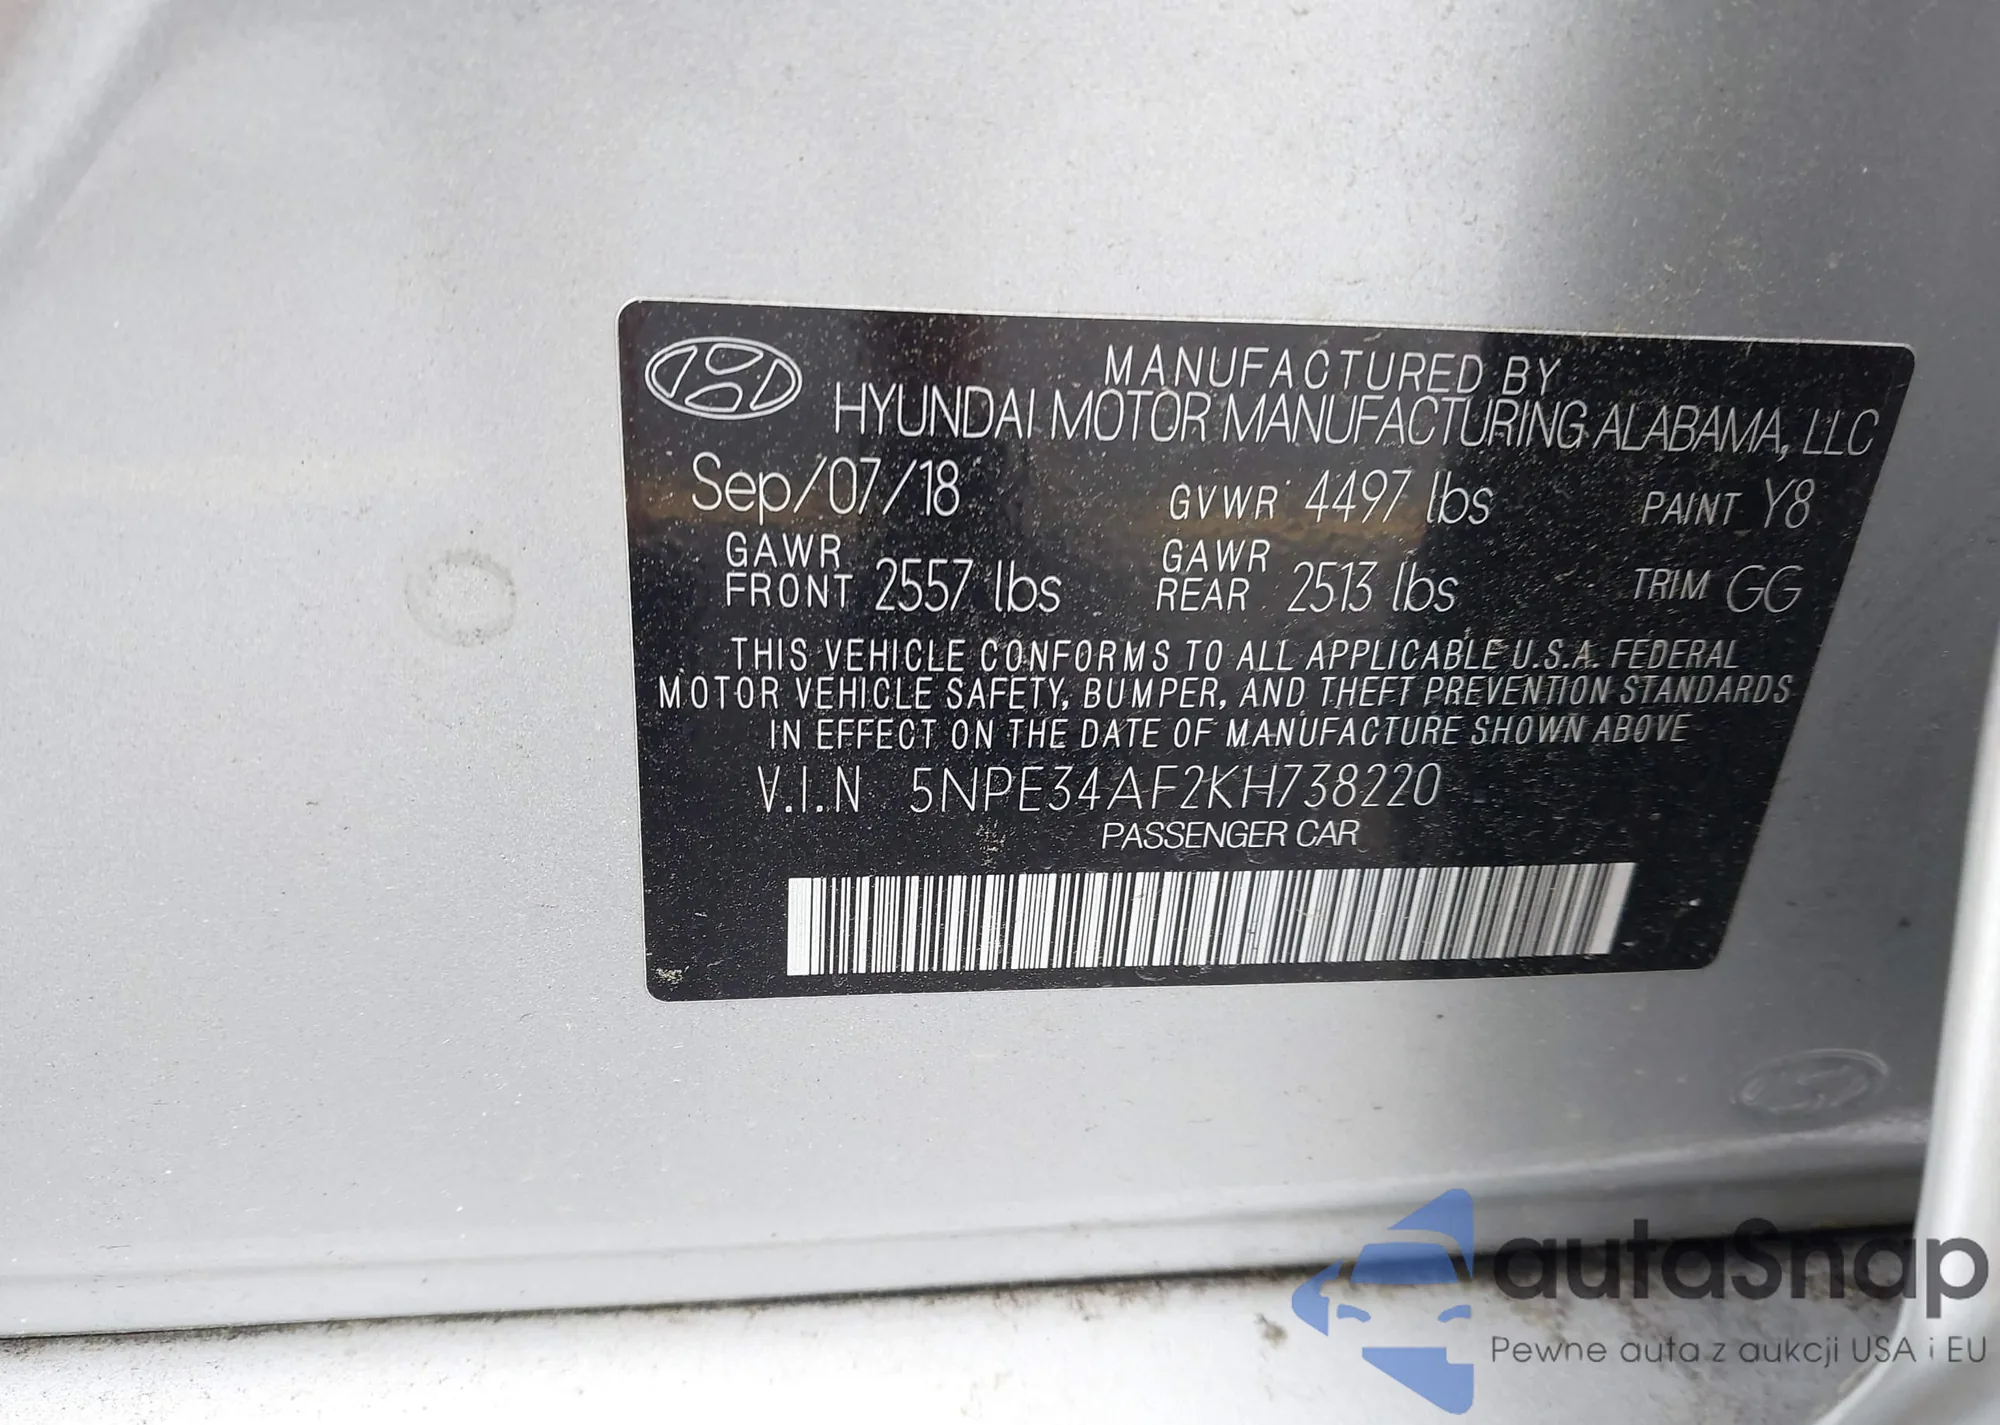 MANUFACTURED BY
HYUNDAI MOTOR MANUFACTURING ALABAMA, LLC
Sep/07/18 GVWR 4497 lbs PAINT Y8
GAWR FRONT 2557 lbs GAWR REAR 2513 lbs TRIM GG
THIS VEHICLE CONFORMS TO ALL APPLICABLE U.S.A. FEDERAL
MOTOR VEHICLE SAFETY, BUMPER, AND THEFT PREVENTION STANDARDS
IN EFFECT ON THE DATE OF MANUFACTURE SHOWN ABOVE
V.I.N 5NPE34AF2KH738220
PASSENGER CAR
autaSnap
Pewne auta z aukcji USA i EU